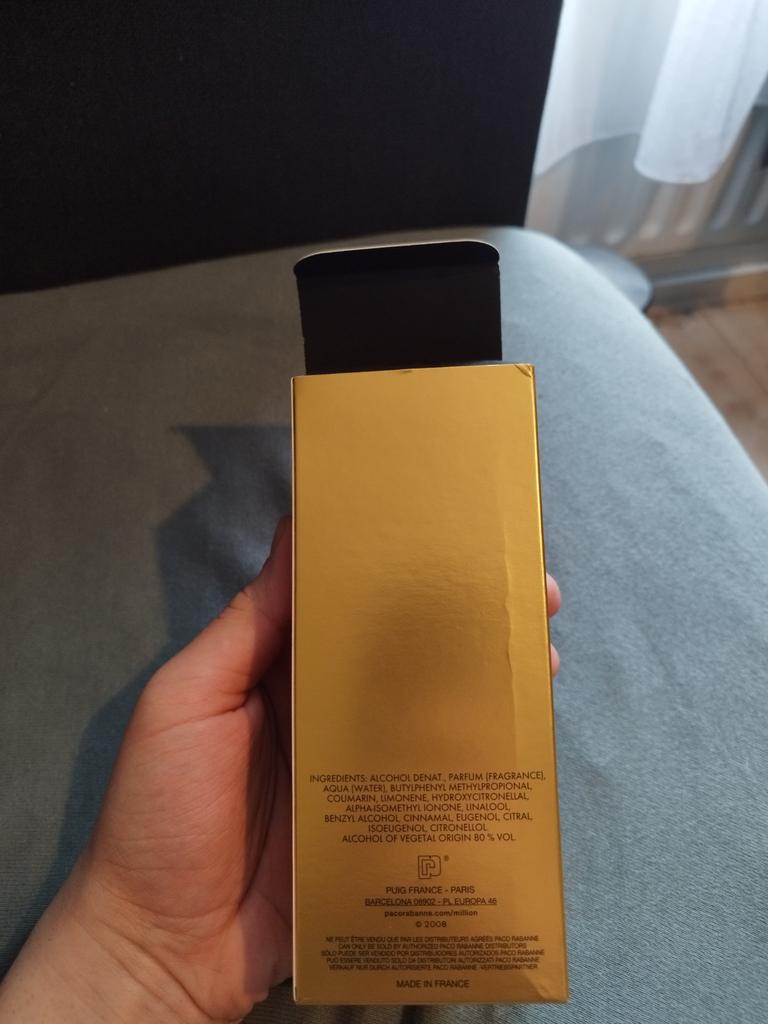 INGREDIENTS: ALCOHOL DENAT., PARFUM (FRAGRANCE),
AQUA (WATER), BUTYLPHENYL METHYLPROPIONAL,
COUMARIN, LIMONENE, HYDROXYCITRONELLAL,
ALPHA-ISOMETHYL IONONE, LINALOOL,
BENZYL ALCOHOL, CINNAMAL, EUGENOL, CITRAL,
ISOEUGENOL, CITRONELLOL.
ALCOHOL OF VEGETAL ORIGIN 80 % VOL.
PUIG FRANCE - PARIS
BARCELONA 08902 - PL EUROPA 46
pacorabanne.com/million
© 2008
NE PEUT ÊTRE VENDU QUE PAR LES DISTRIBUTEURS AGRÉÉS PACO RABANNE
CAN ONLY BE SOLD BY AUTHORIZED PACO RABANNE DISTRIBUTORS
SÓLO PUEDE SER VENDIDO POR DISTRIBUIDORES AUTORIZADOS PACO RABANNE
PUÒ ESSERE VENDUTO SOLO DA DISTRIBUTORI AUTORIZZATI PACO RABANNE
VERKAUF NUR DURCH AUTORISIERTE PACO RABANNE -VERTRIEBSPARTNER
MADE IN FRANCE